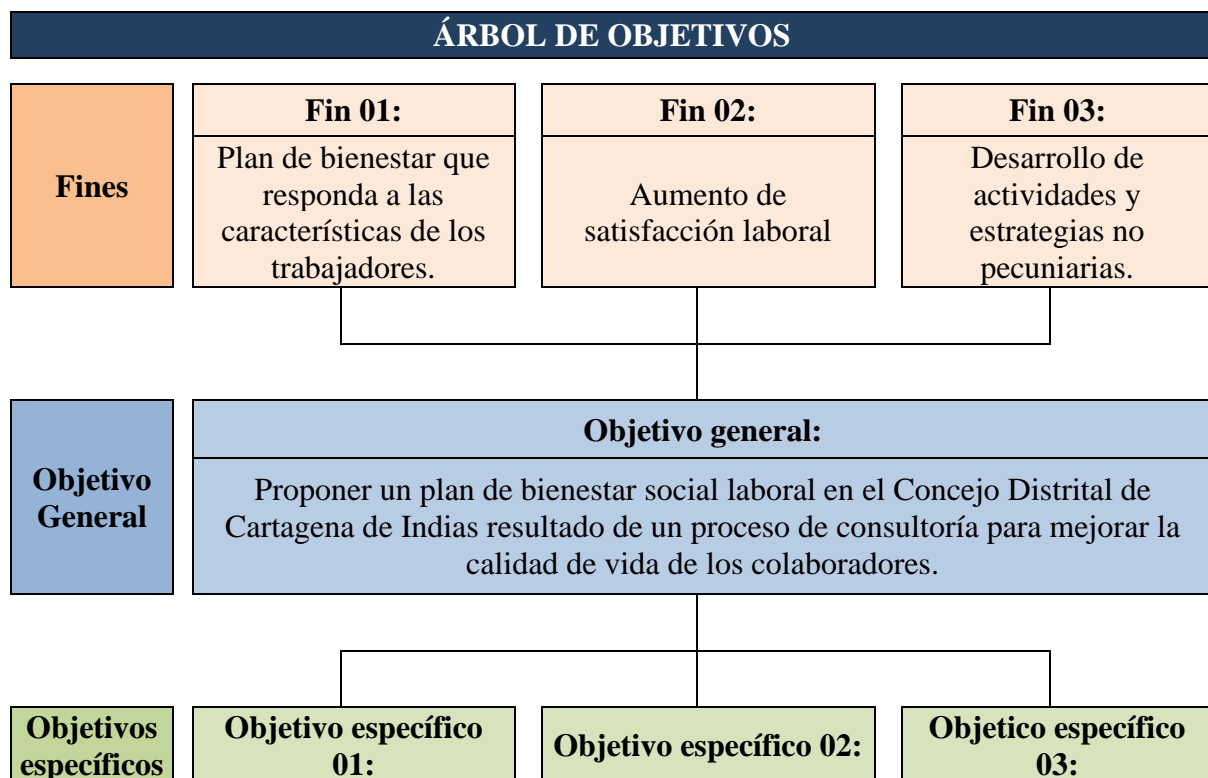 ÁRBOL DE OBJETIVOS
Fines
Fin 01:
Plan de bienestar que
responda a las
características de los
trabajadores.
Fin 02:
Aumento de
satisfacción laboral
Fin 03:
Desarrollo de
actividades y
estrategias no
pecuniarias.
Objetivo
General
Objetivo general:
Proponer un plan de bienestar social laboral en el Concejo Distrital de
Cartagena de Indias resultado de un proceso de consultoría para mejorar la
calidad de vida de los colaboradores.
Objetivos
específicos
Objetivo específico
01:
Objetivo específico 02:
Objetico específico
03: